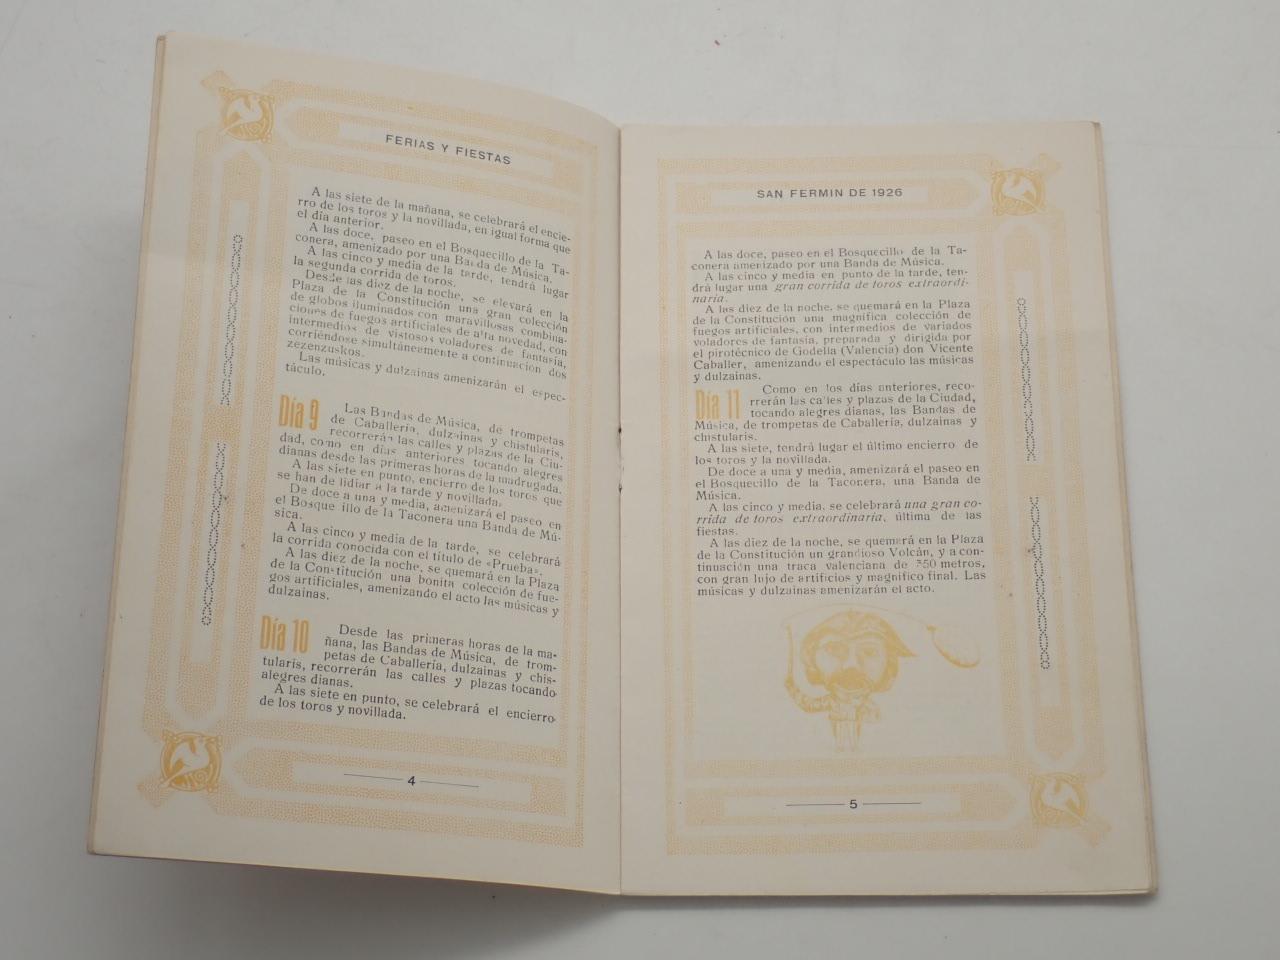 FERIAS Y FIESTAS
A las siete de la mañana, se celebrará el encie-
rro de los toros y la novillada, en igual forma que
el día anterior.
A las doce, paseo en el Bosquecillo de la Ta-
conera, amenizado por una Banda de Música.
A las cinco y media de la tarde, tendrá lugar
la segunda corrida de toros.
Desde las diez de la noche, se elevará en la
Plaza de la Constitución una gran colección
de globos iluminados con maravillosas combina-
ciones de fuegos artificiales de alta novedad, con
intermedios de vistosos voladores de fantasía,
corriéndose simultáneamente a continuación dos
zezenzuskos.
Las músicas y dulzainas amenizarán el espec-
táculo.
Día 9 Las Bandas de Música, de trompetas
de Caballería, dulzainas y chistularis,
recorrerán las calles y plazas de la Ciu-
dad, como en días anteriores tocando alegres
dianas desde las primeras horas de la madrugada.
A las siete en punto, encierro de los toros que
se han de lidiar a la tarde y novillada.
De doce a una y media, amenizará el paseo en
el Bosque illo de la Taconera una Banda de Mú-
sica.
A las cinco y media de la tarde, se celebrará
la corrida conocida con el título de «Prueba».
A las diez de la noche, se quemará en la Plaza
de la Constitución una bonita colección de fue-
gos artificiales, amenizando el acto las músicas y
dulzainas.
Día 10 Desde las primeras horas de la ma-
ñana, las Bandas de Música, de trom-
petas de Caballería, dulzainas y chis-
tularis, recorrerán las calles y plazas tocando
alegres dianas.
A las siete en punto, se celebrará el encierro
de los toros y novillada.
4
SAN FERMIN DE 1926
A las doce, paseo en el Bosquecillo de la Ta-
conera amenizado por una Banda de Música.
A las cinco y media en punto de la tarde, ten-
drá lugar una gran corrida de toros extraordi-
naria.
A las diez de la noche, se quemará en la Plaza
de la Constitución una magnífica colección de
fuegos artificiales, con intermedios de variados
voladores de fantasía, preparada y dirigida por
el pirotécnico de Godella (Valencia) don Vicente
Caballer, amenizando el espectáculo las músicas
y dulzainas.
Día 11 Como en los días anteriores, reco-
rrerán las calles y plazas de la Ciudad,
tocando alegres dianas, las Bandas de
Música, de trompetas de Caballería, dulzainas y
chistularis.
A las siete, tendrá lugar el último encierro de
los toros y la novillada.
De doce a una y media, amenizará el paseo en
el Bosquecillo de la Taconera, una Banda de
Música.
A las cinco y media, se celebrará una gran co-
rrida de toros extraordinaria, última de las
fiestas.
A las diez de la noche, se quemará en la Plaza
de la Constitución un grandioso Volcán, y a con-
tinuación una traca valenciana de 350 metros,
con gran lujo de artificios y magnífico final. Las
músicas y dulzainas amenizarán el acto.
5